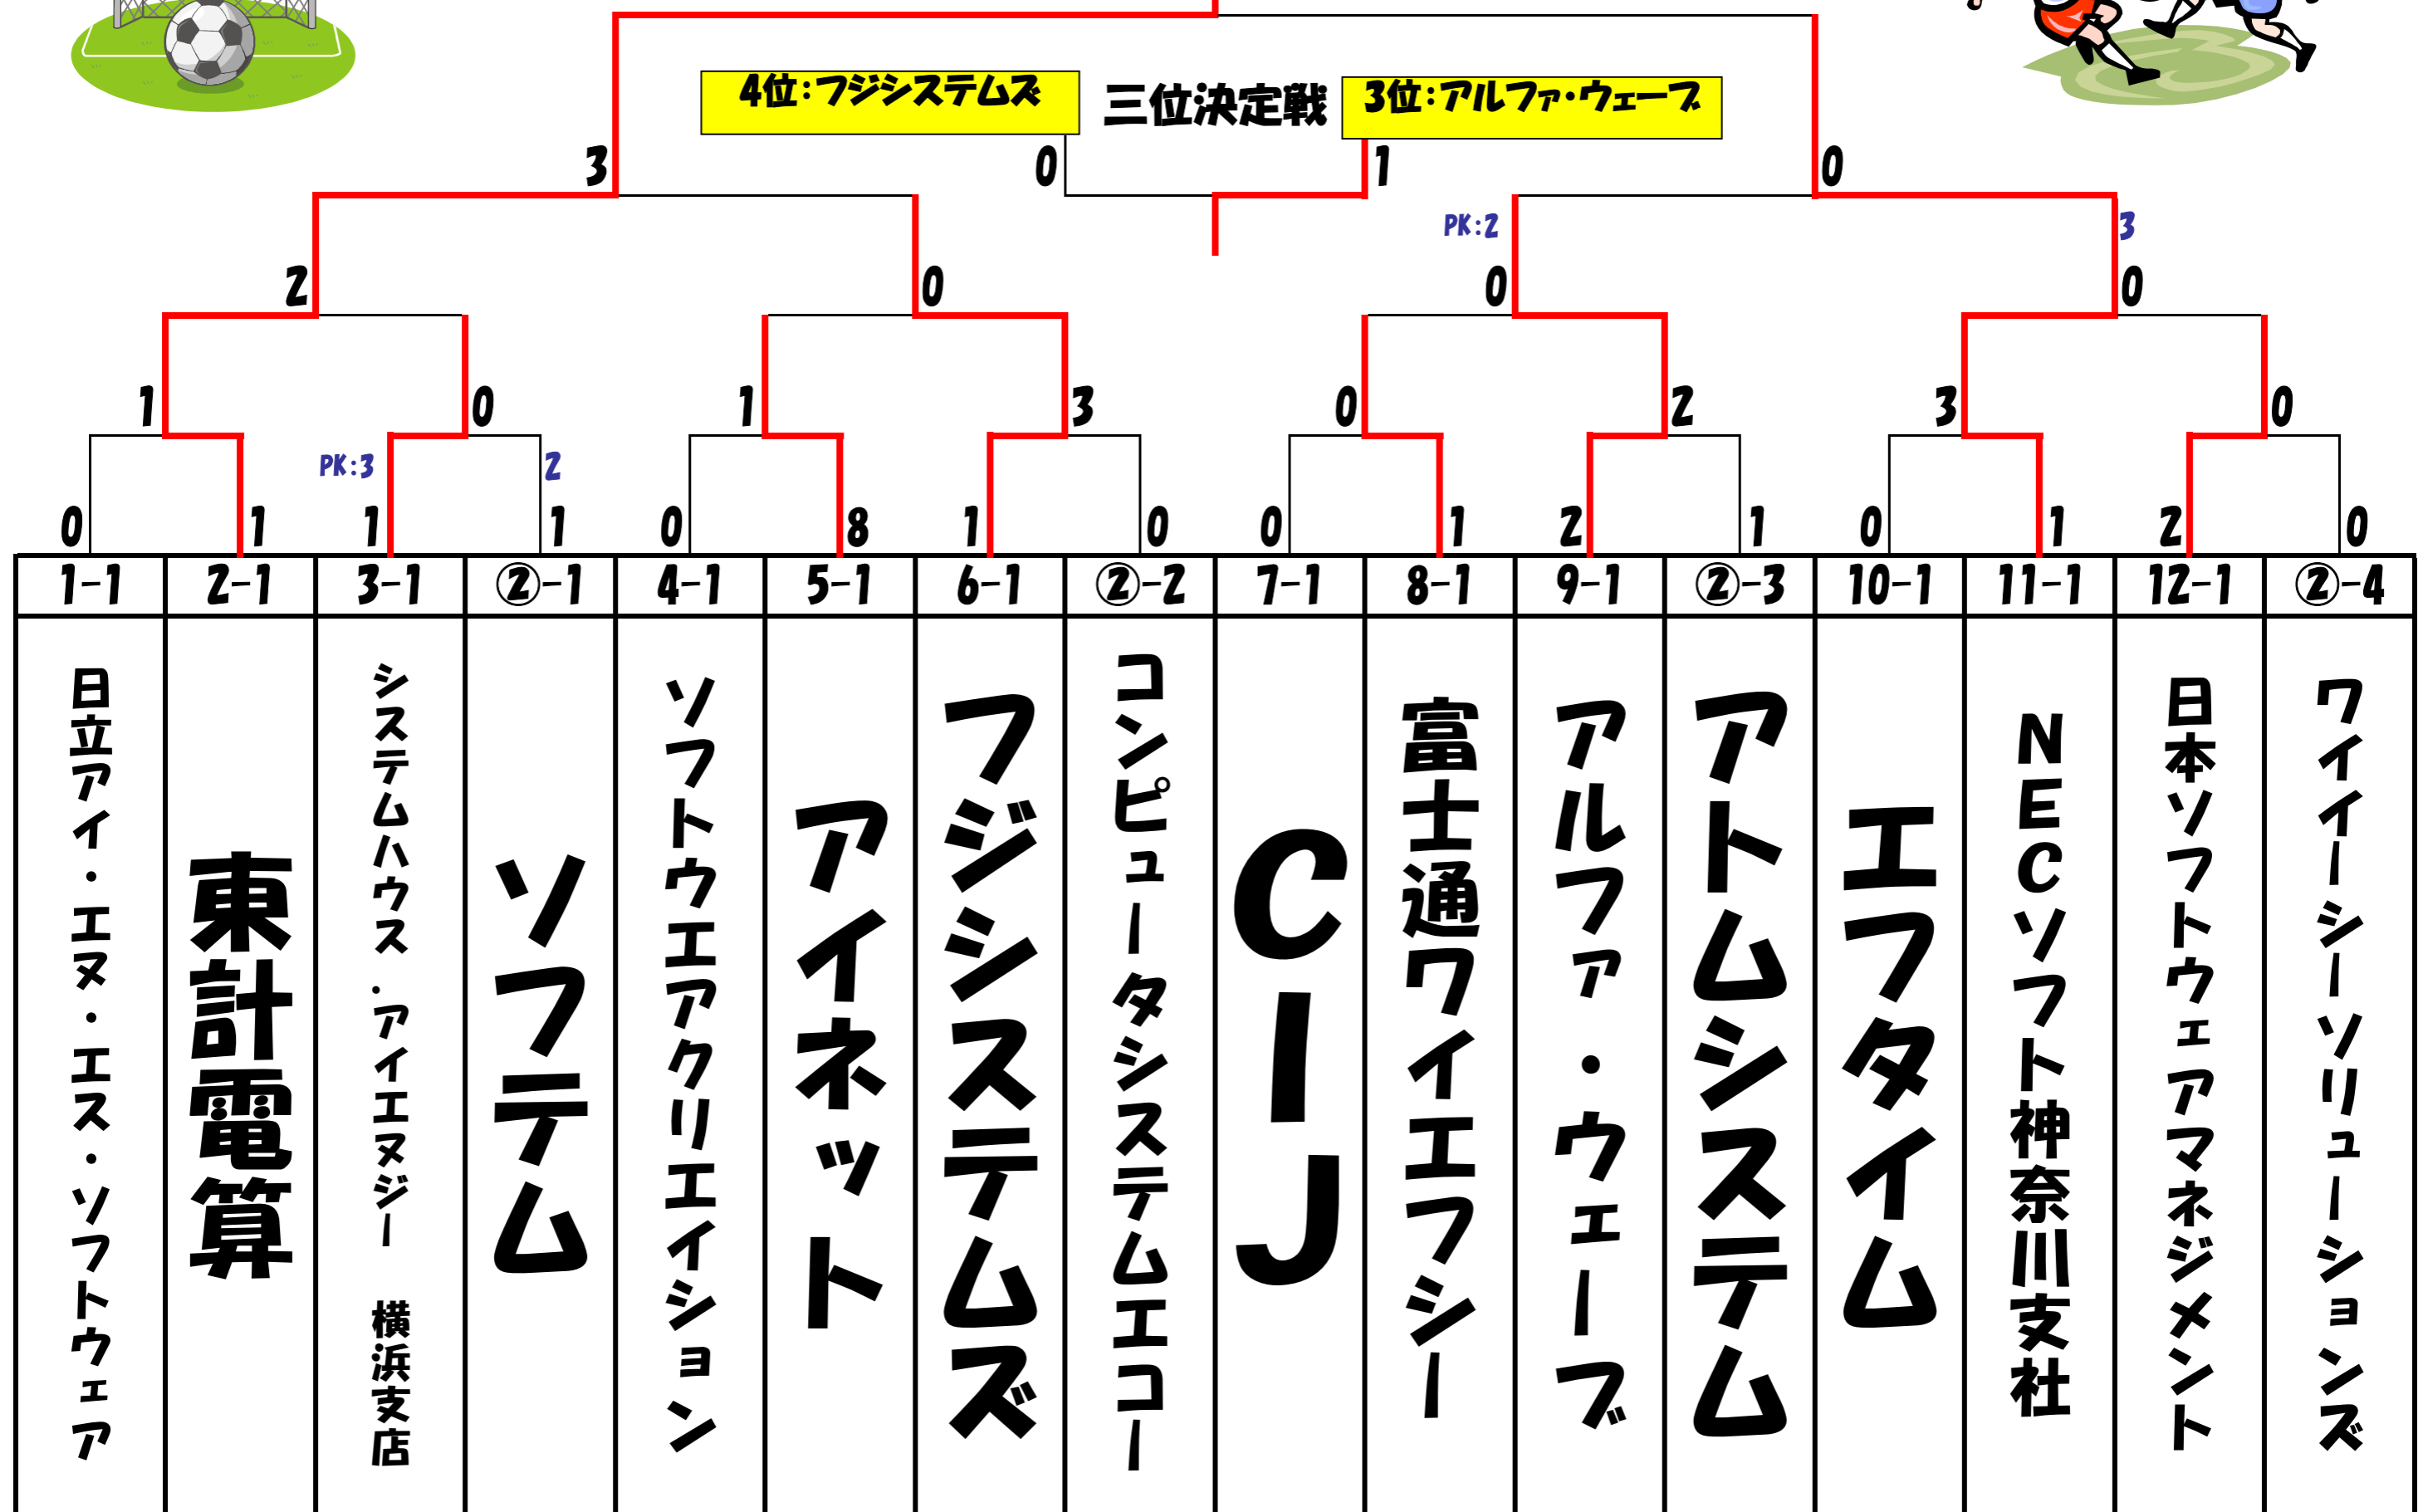 4位：フジシステムズ
三位決定戦
3位：アルファ・ウェーブ
3 0 1 0
PK：2 3
2 0 0 0
1 0 1 3 0 2 3 0
PK：3 2
0 1 1 1 0 8 1 0 0 1 2 1 0 1 2 0
1-1 2-1 3-1 ②-1 4-1 5-1 6-1 ②-2 7-1 8-1 9-1 ②-3 10-1 11-1 12-1 ②-4
日立アイ・エヌ・エス・ソフトウェア
東計電算
システムハウス．アイエヌジー 横浜支店
ソフテム
ソフトウエアクリエイション
アイネット
フジシステムズ
コンピュータシステムエコー
CIJ
富士通ワイエフシー
アルファ・ウェーブ
アトムシステム
エフタイム
NECソフト神奈川支社
日本ソフトウェアマネジメント
ワイイーシーソリューションズ